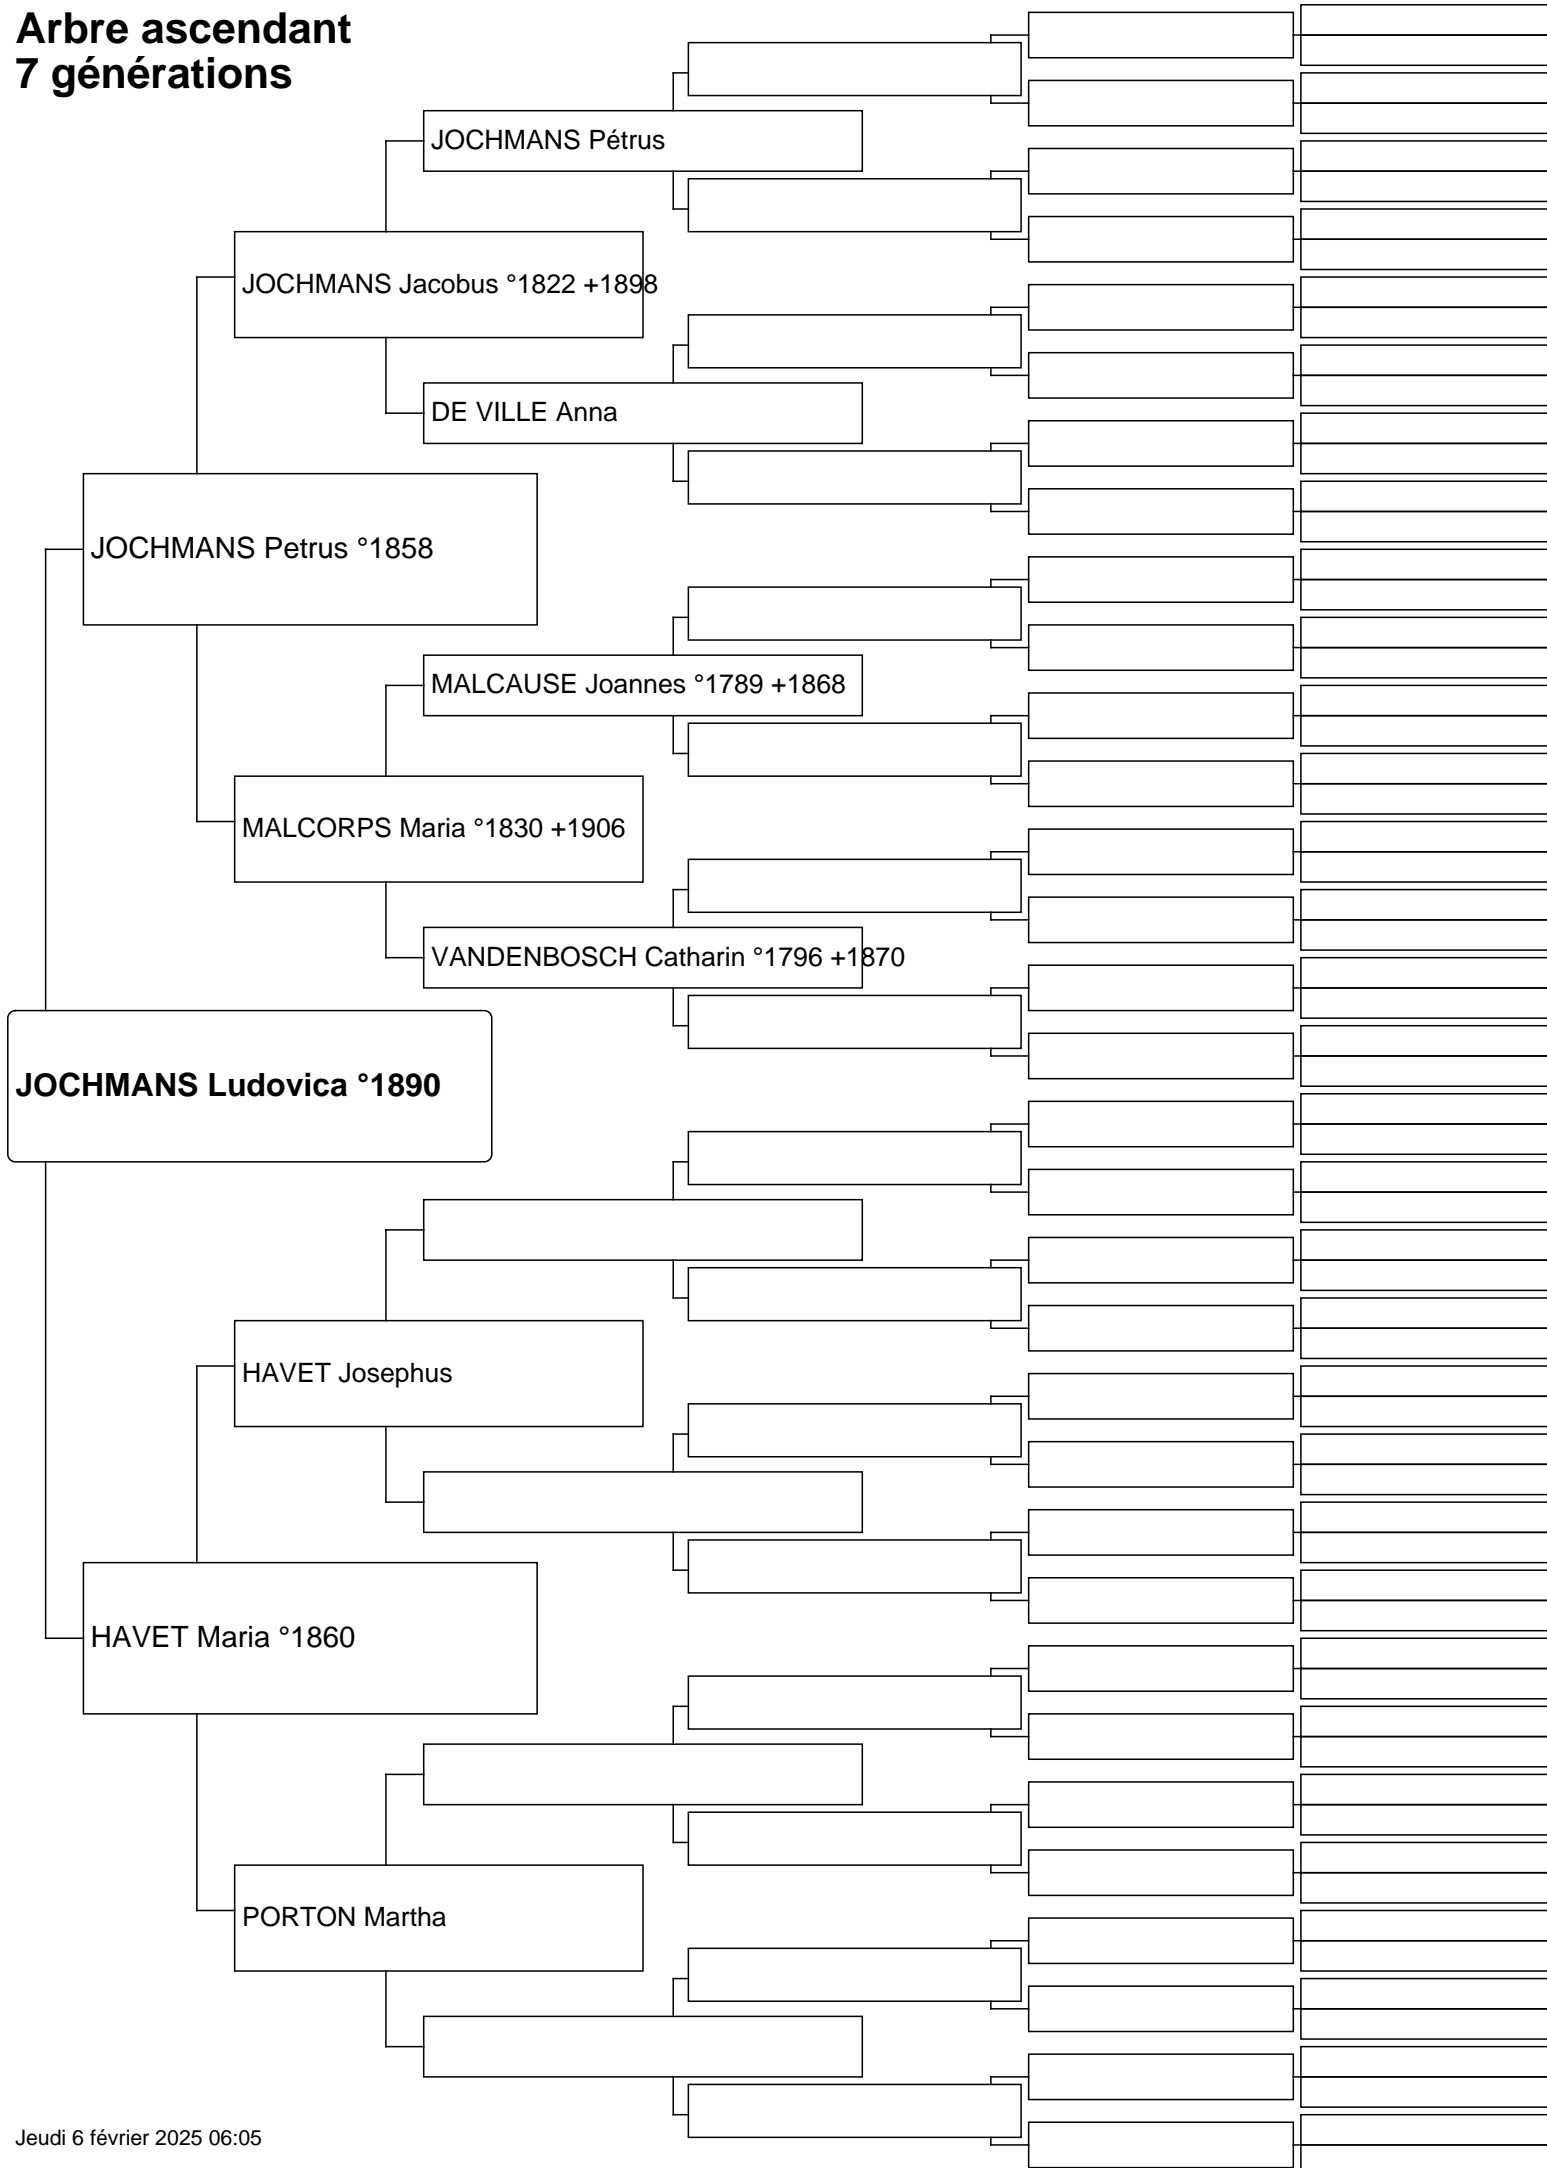 Arbre ascendant
7 générations
JOCHMANS Pétrus
JOCHMANS Jacobus °1822 +1898
DE VILLE Anna
JOCHMANS Petrus °1858
MALCAUSE Joannes °1789 +1868
MALCORPS Maria °1830 +1906
VANDENBOSCH Catharin °1796 +1870
JOCHMANS Ludovica °1890
HAVET Josephus
HAVET Maria °1860
PORTON Martha
Jeudi 6 février 2025 06:05